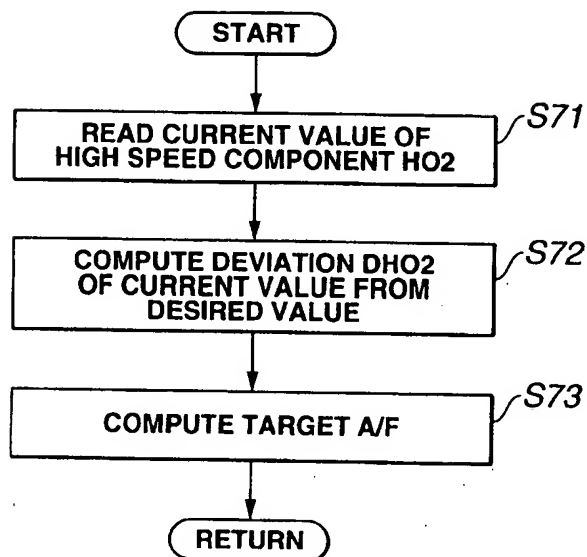 START
READ CURRENT VALUE OF
HIGH SPEED COMPONENT HO2
S71
COMPUTE DEVIATION DHO2
OF CURRENT VALUE FROM
DESIRED VALUE
S72
COMPUTE TARGET A/F
S73
RETURN